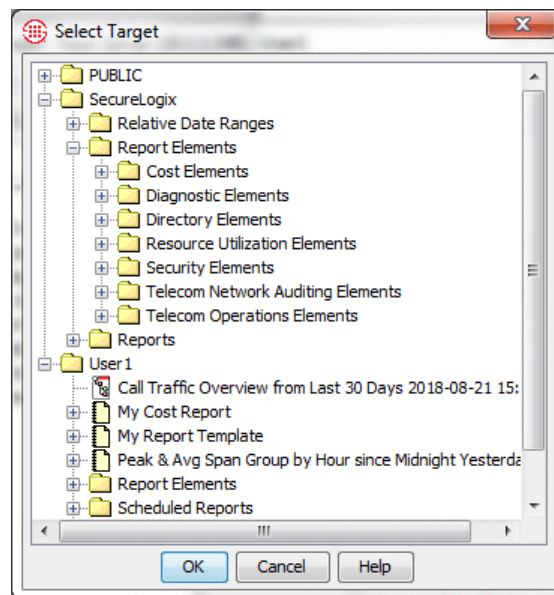 Select Target
PUBLIC
SecureLogix
Relative Date Ranges
Report Elements
Cost Elements
Diagnostic Elements
Directory Elements
Resource Utilization Elements
Security Elements
Telecom Network Auditing Elements
Telecom Operations Elements
Reports
User1
Call Traffic Overview from Last 30 Days 2018-08-21 15:
My Cost Report
My Report Template
Peak & Avg Span Group by Hour since Midnight Yesterda
Report Elements
Scheduled Reports
OK Cancel Help